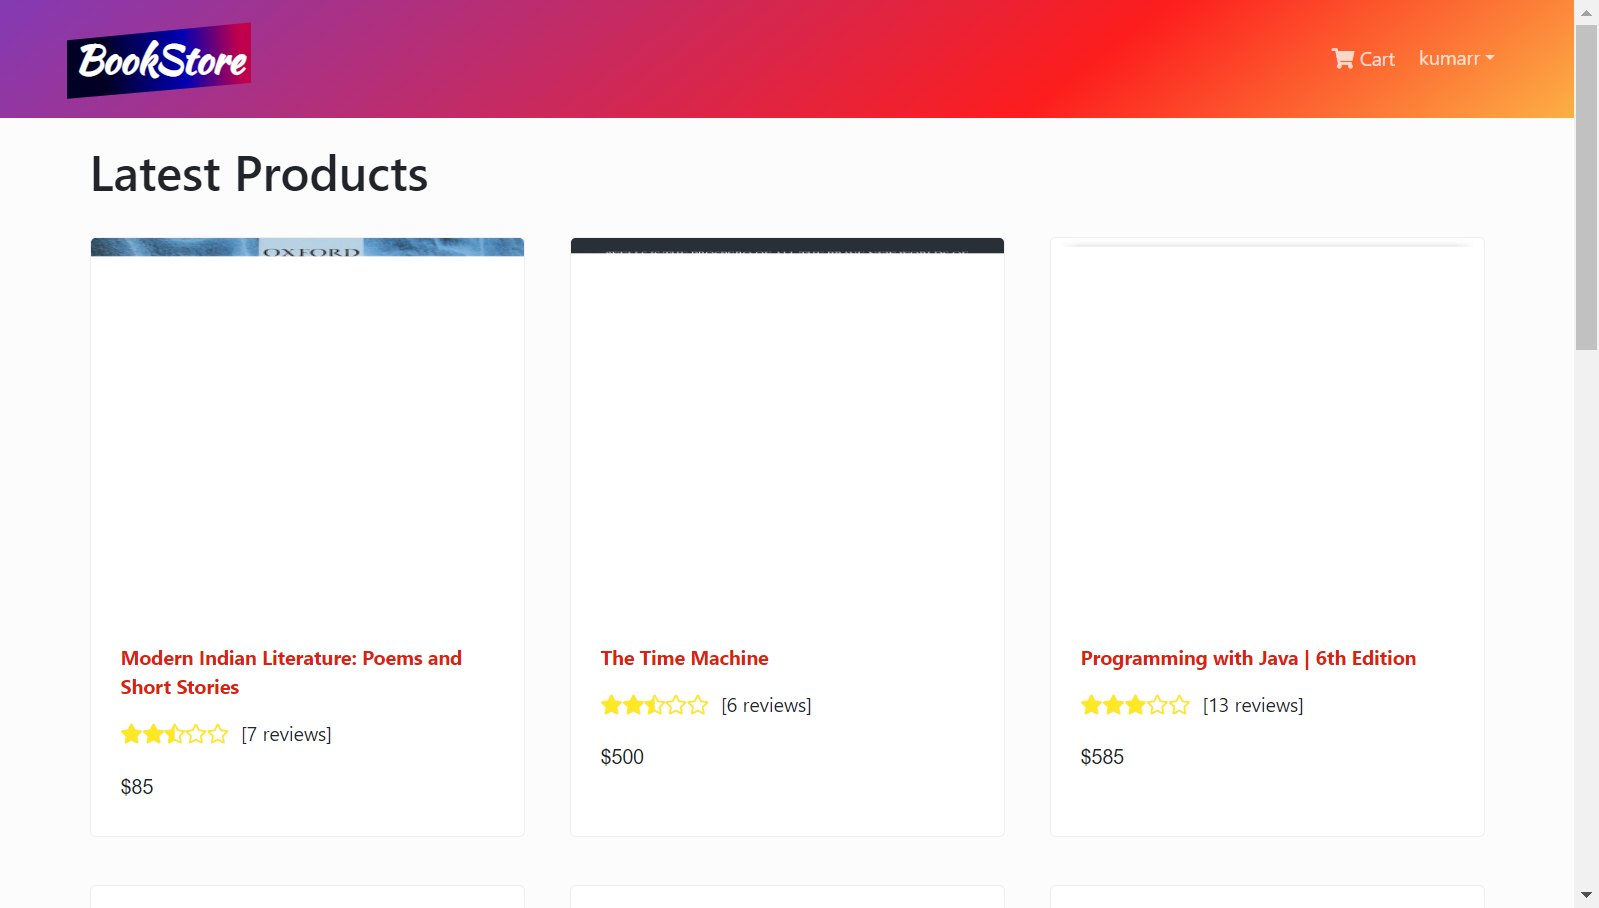 BookStore
Cart
kumarr
Latest Products
OXFORD
Modern Indian Literature: Poems and
Short Stories
[7 reviews]
$85
The Time Machine
[6 reviews]
$500
Programming with Java | 6th Edition
[13 reviews]
$585